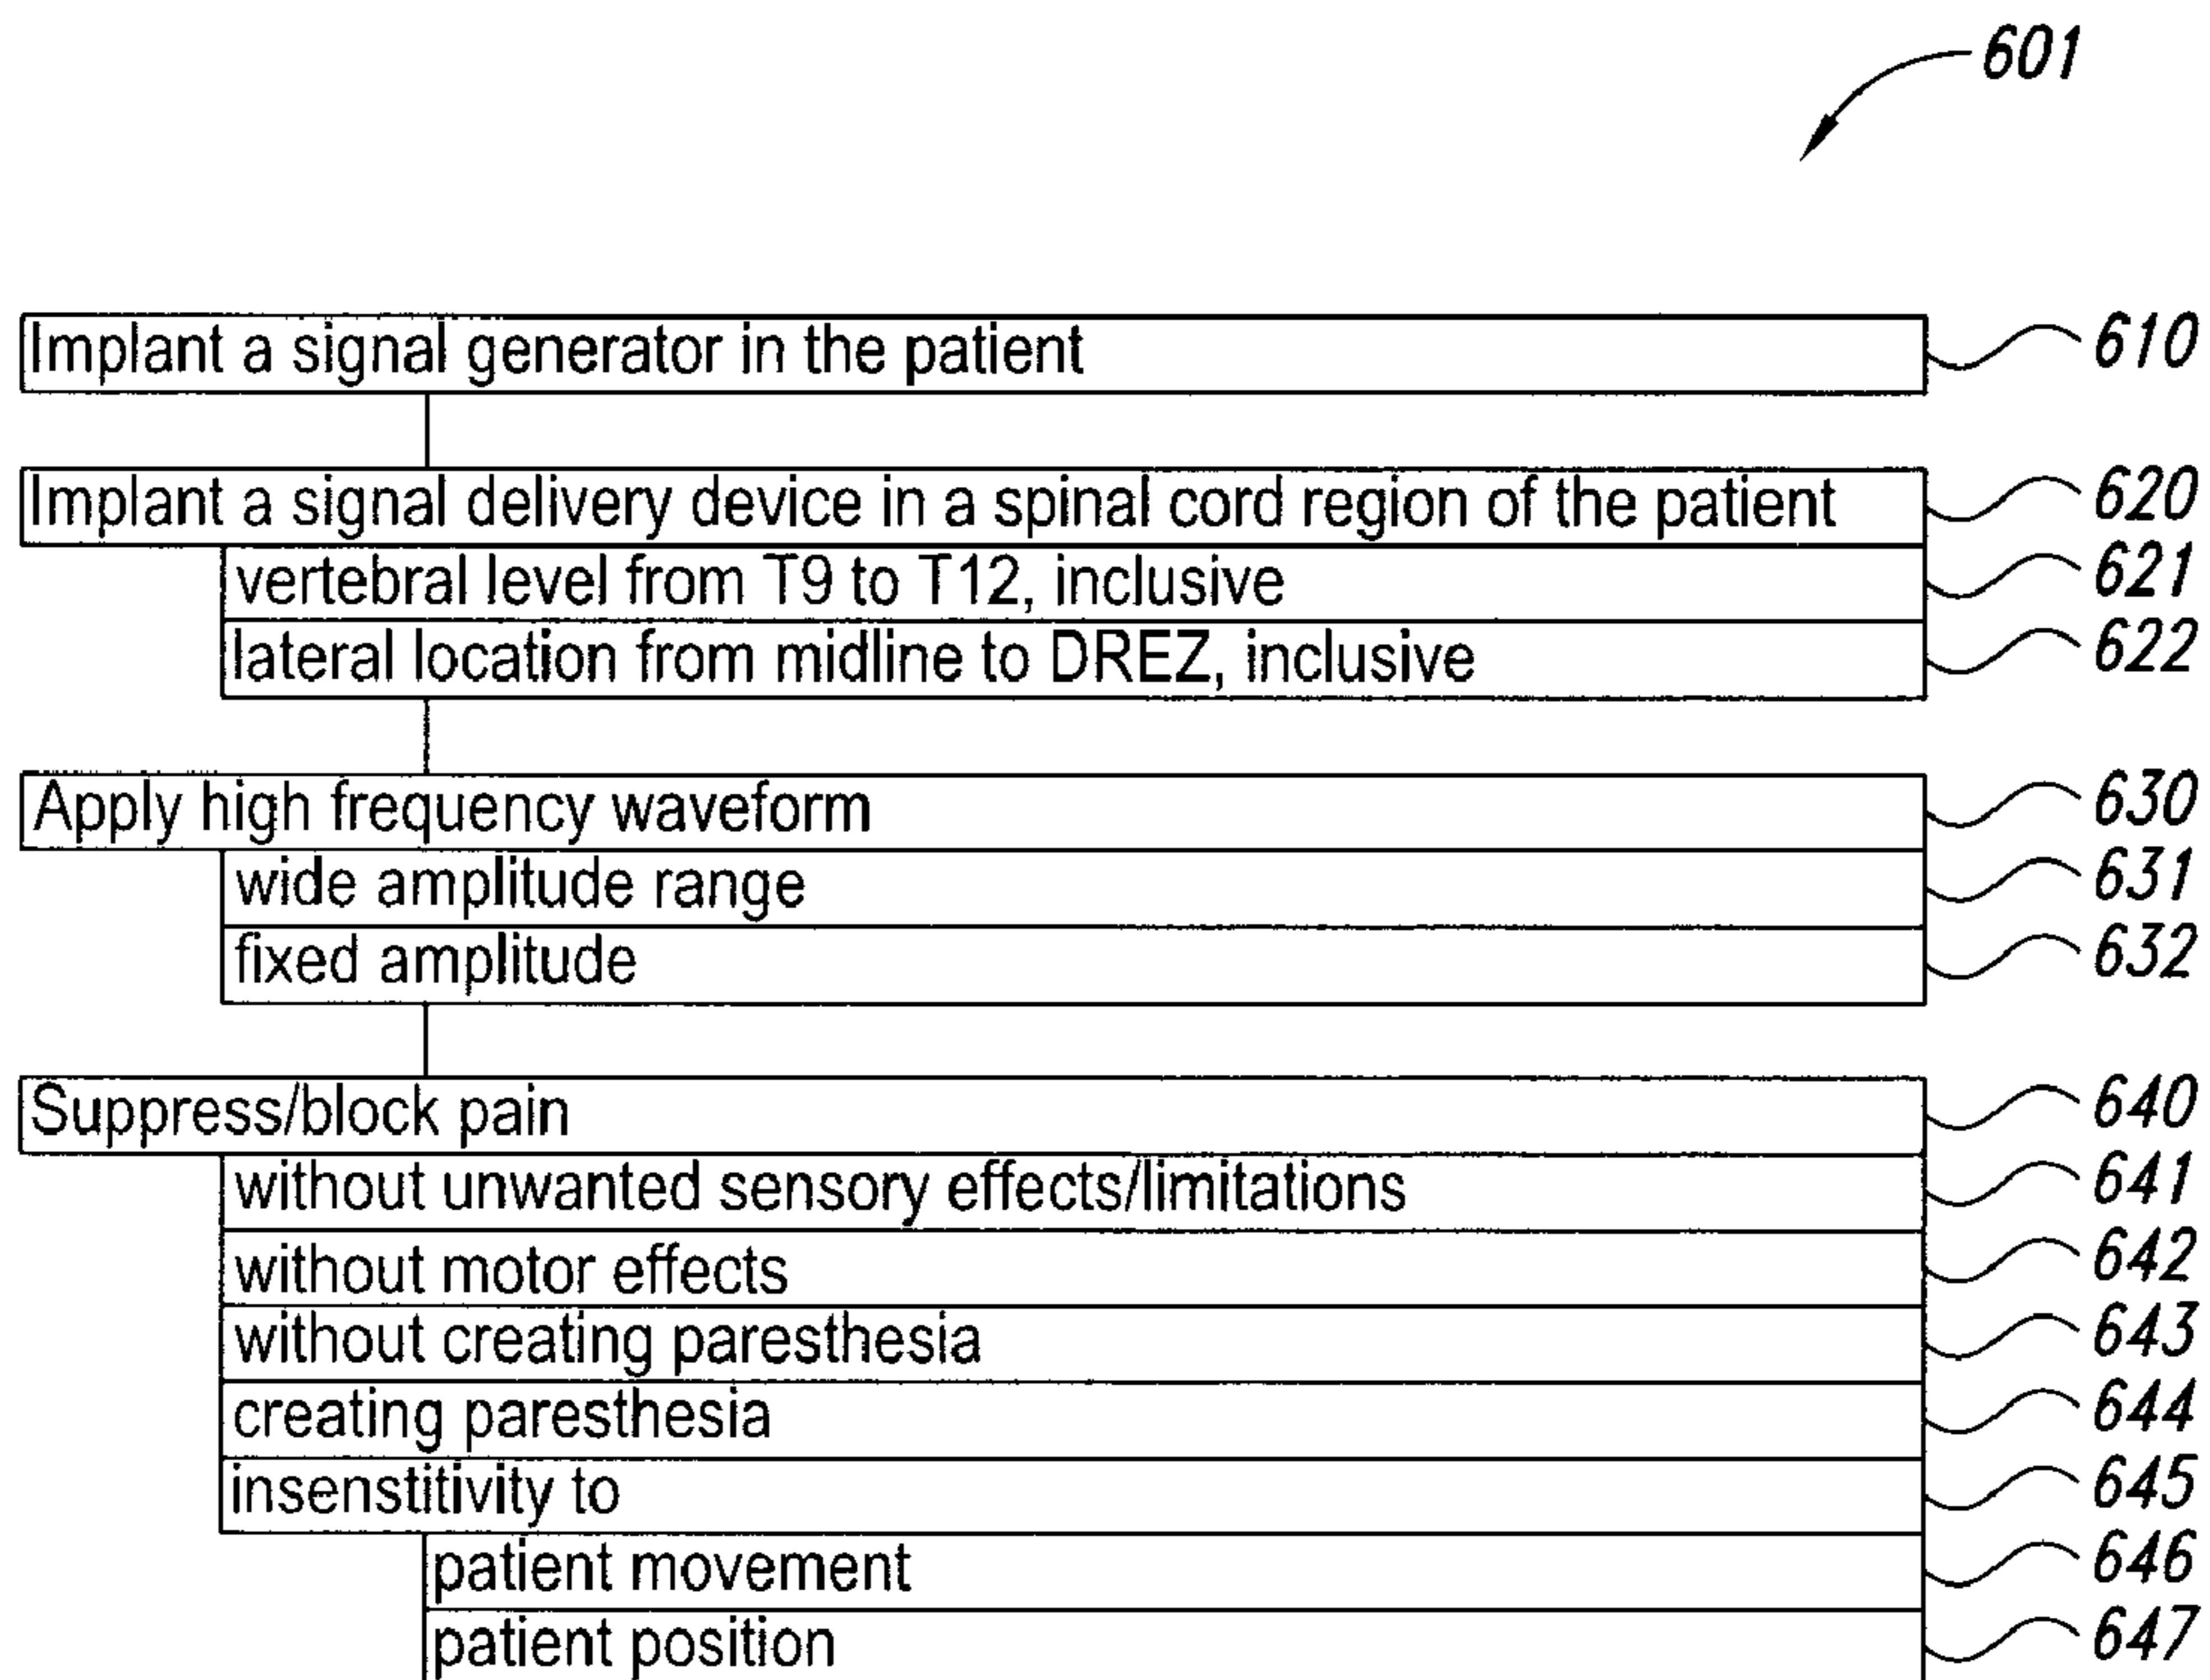 601
Implant a signal generator in the patient 610
Implant a signal delivery device in a spinal cord region of the patient 620
vertebral level from T9 to T12, inclusive 621
lateral location from midline to DREZ, inclusive 622
Apply high frequency waveform 630
wide amplitude range 631
fixed amplitude 632
Suppress/block pain 640
without unwanted sensory effects/limitations 641
without motor effects 642
without creating paresthesia 643
creating paresthesia 644
insenstitivity to 645
patient movement 646
patient position 647